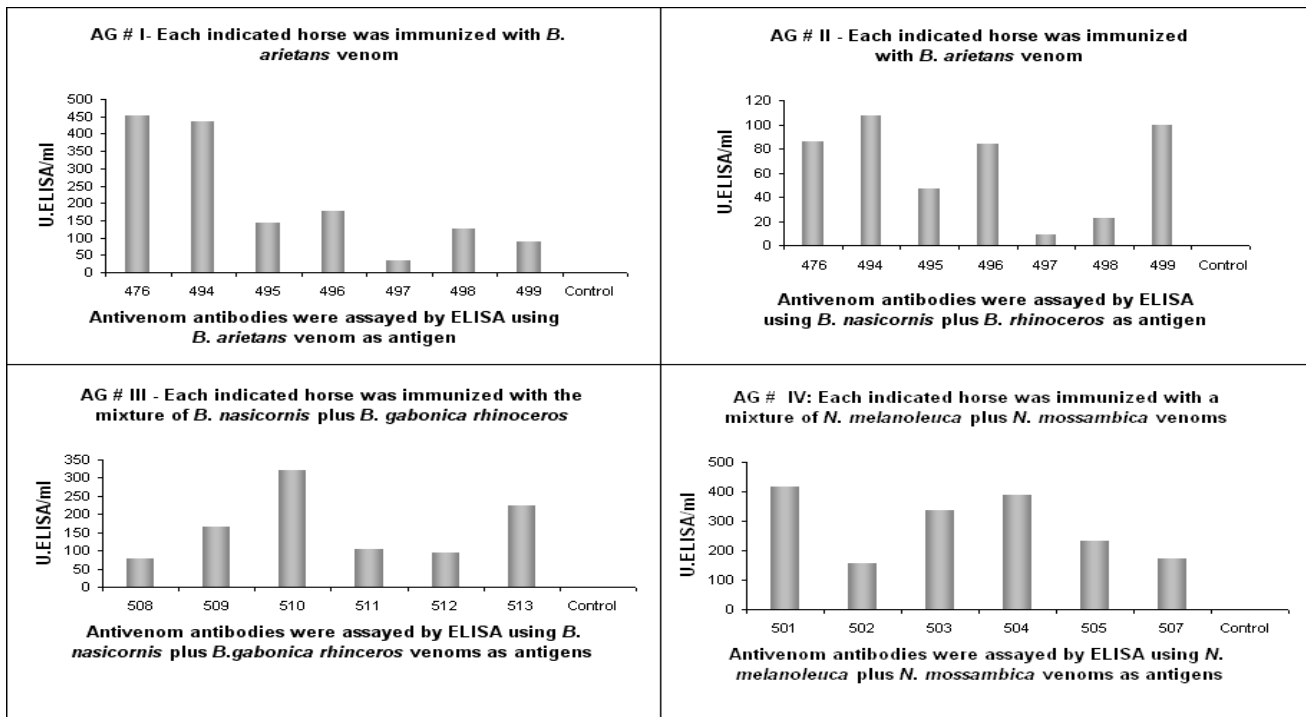 AG # I- Each indicated horse was immunized with B.
arietans venom
U.ELISA/ml
500
450
400
350
300
250
200
150
100
50
0
476 494 495 496 497 498 499 Control
Antivenom antibodies were assayed by ELISA using
B. arietans venom as antigen
AG # II - Each indicated horse was immunized
with B. arietans venom
U.ELISA/ml
120
100
80
60
40
20
0
476 494 495 496 497 498 499 Control
Antivenom antibodies were assayed by ELISA
using B. nasicornis plus B. rhinoceros as antigen
AG # III - Each indicated horse was immunized with the
mixture of B. nasicornis plus B. gabonica rhinoceros
U.ELISA/ml
350
300
250
200
150
100
50
0
508 509 510 511 512 513 Control
Antivenom antibodies were assayed by ELISA using B.
nasicornis plus B.gabonica rhinceros venoms as antigens
AG # IV: Each indicated horse was immunized with a
mixture of N. melanoleuca plus N. mossambica venoms
U.ELISA/ml
500
400
300
200
100
0
501 502 503 504 505 507 Control
Antivenom antibodies were assayed by ELISA using N.
melanoleuca plus N. mossambica venoms as antigens